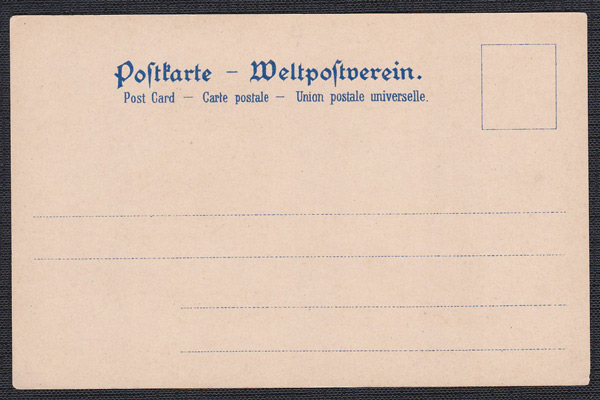 Postkarte – Weltpostverein.
Post Card — Carte postale — Union postale universelle.